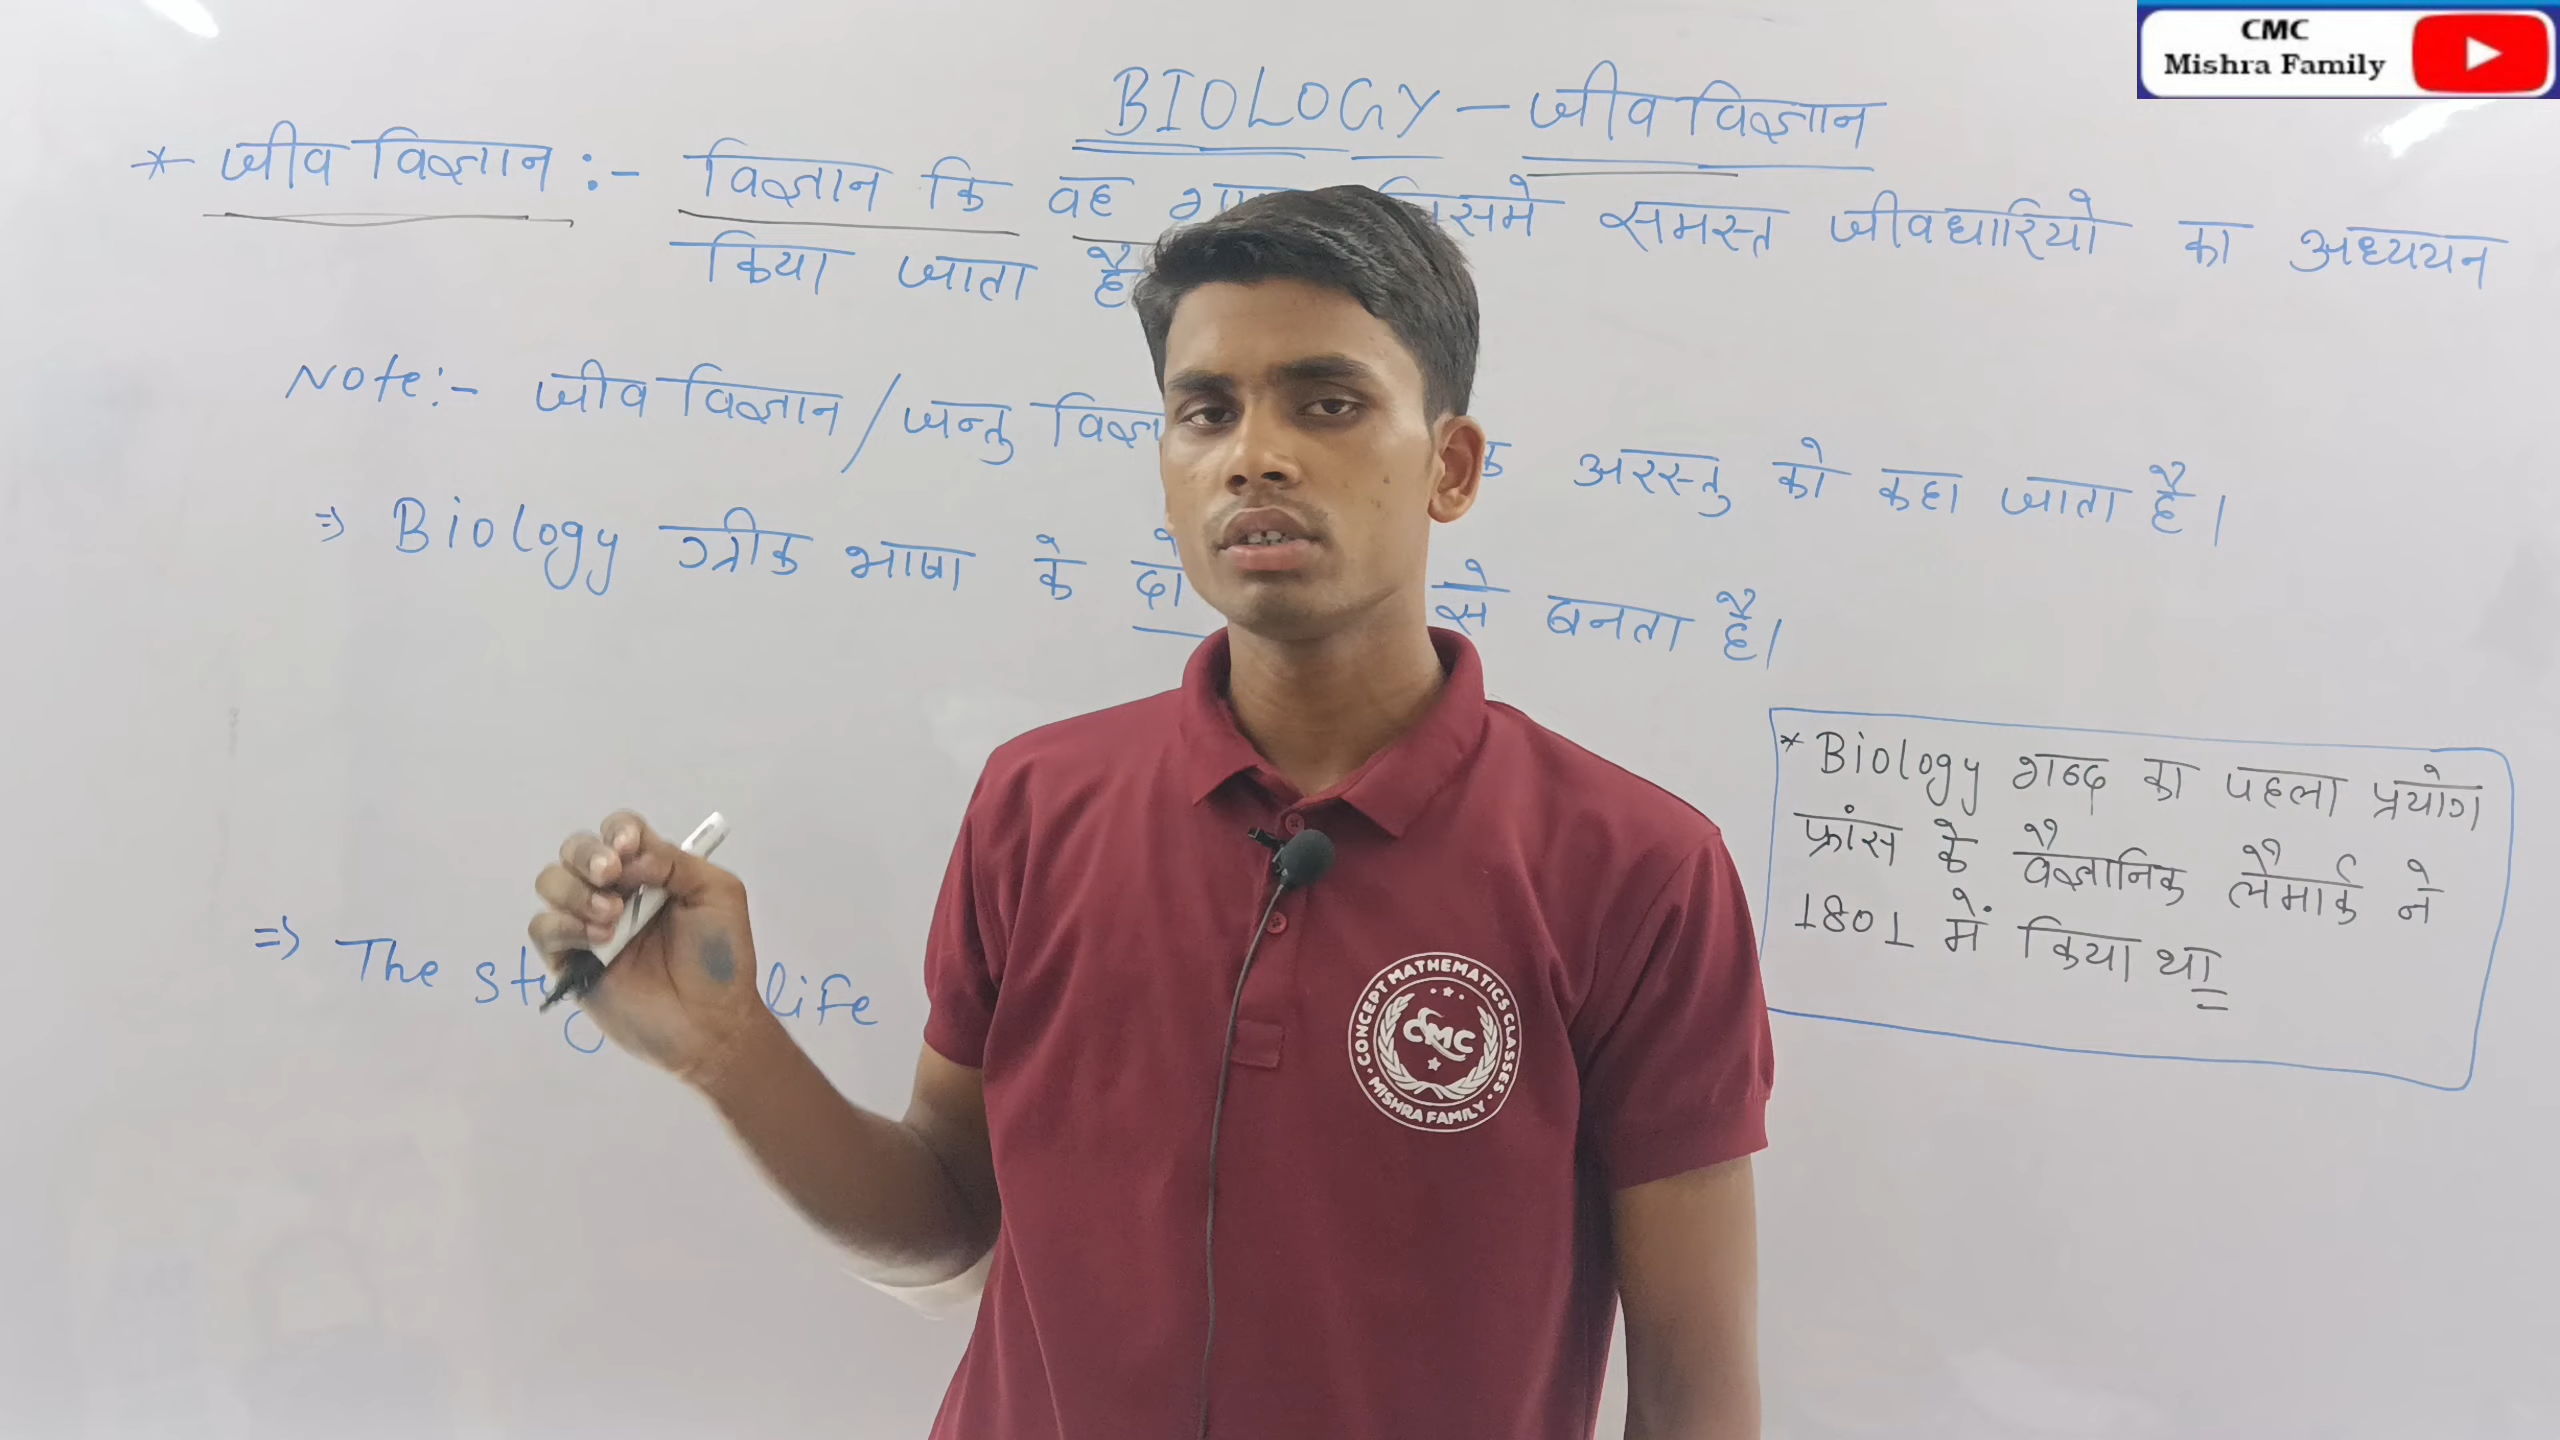 CMC
Mishra Family
BIOLOGY – जीव विज्ञान
* जीव विज्ञान :- विज्ञान कि वह जिसमे समस्त जीवधारियो का अध्ययन
किया जाता है
Note:- जीव विज्ञान / जन्तु अरस्तु को कहा जाता है।
⇒ Biology ग्रीक भाषा के दो से बनता है।
* Biology शब्द का पहला प्रयोग
फ्रांस के वैज्ञानिक लैमार्क ने
1801 में किया था
⇒ The life
CONCEPT MATHEMATICS CLASSES
CMC
MISHRA FAMILY